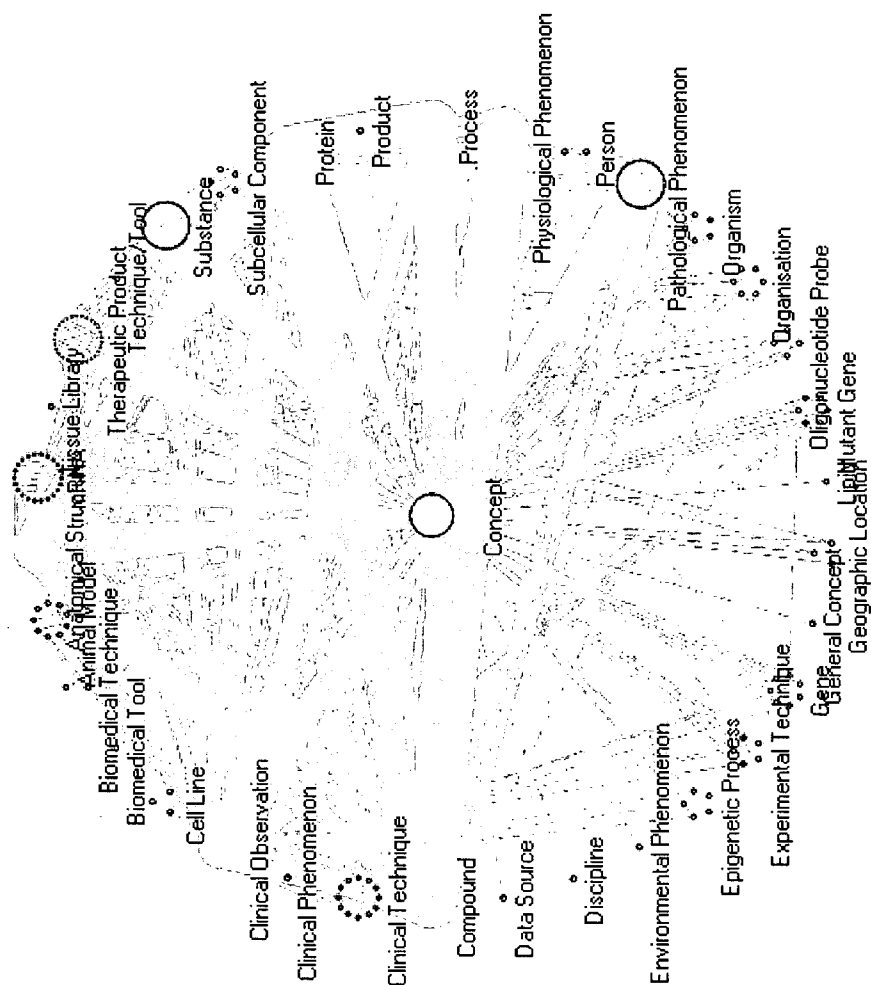 Anatomical Structure
Tissue Library
Animal Model
Biomedical Technique
Therapeutic Product
Biomedical Tool
Technique/Tool
Cell Line
Substance
Subcellular Component
Clinical Observation
Clinical Phenomenon
Protein
Product
Clinical Technique
Compound
Process
Concept
Data Source
Physiological Phenomenon
Discipline
Person
Environmental Phenomenon
Pathological Phenomenon
Epigenetic Process
Organism
Experimental Technique
Organisation
Gene
Oligonucleotide Probe
General Concept
Lipid
Mutant Gene
Geographic Location